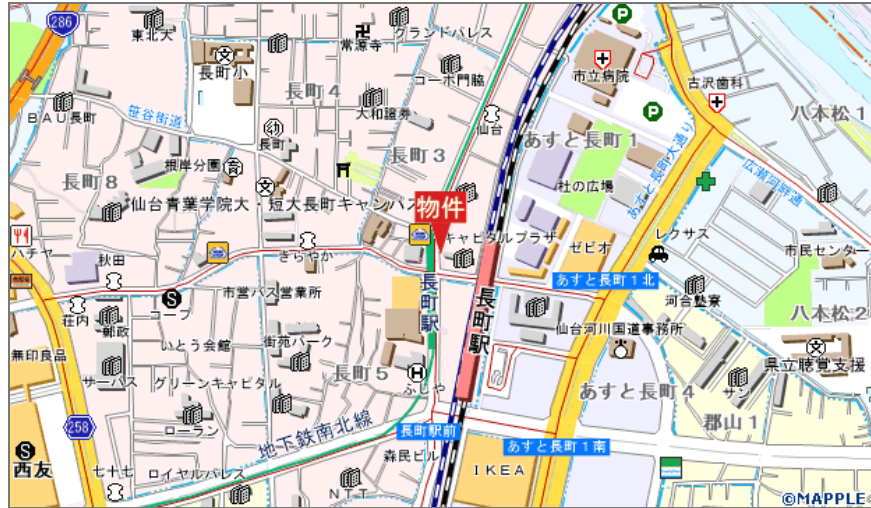 286
東北大
常源寺
グランドパレス
長町小
コーポ門脇
市立病院
古沢歯科
BAU長町
笹谷街道
長町4
大和證券
仙台
八本松1
長町
長町3
あすと長町1
あすと長町大通り
広瀬河畔通
根岸分園
長町8
杜の広場
仙台青葉学院大・短大長町キャンパス
物件
キャピタルプラザ
ゼビオ
レクサス
ハチヤ
秋田
きらやか
市民センター
あすと長町1北
河合塾寮
荘内
コープ
市営バス営業所
長町駅
長町駅
八本松2
郵政
いとう会館
街苑パーク
仙台河川国道事務所
無印良品
県立聴覚支援
サーパス
グリーンキャピタル
長町5
ふじや
あすと長町4
サン
258
ローラン
地下鉄南北線
長町駅前
郡山1
あすと長町1南
西友
七十七
ロイヤルパレス
森民ビル
IKEA
NTT
©MAPPLE